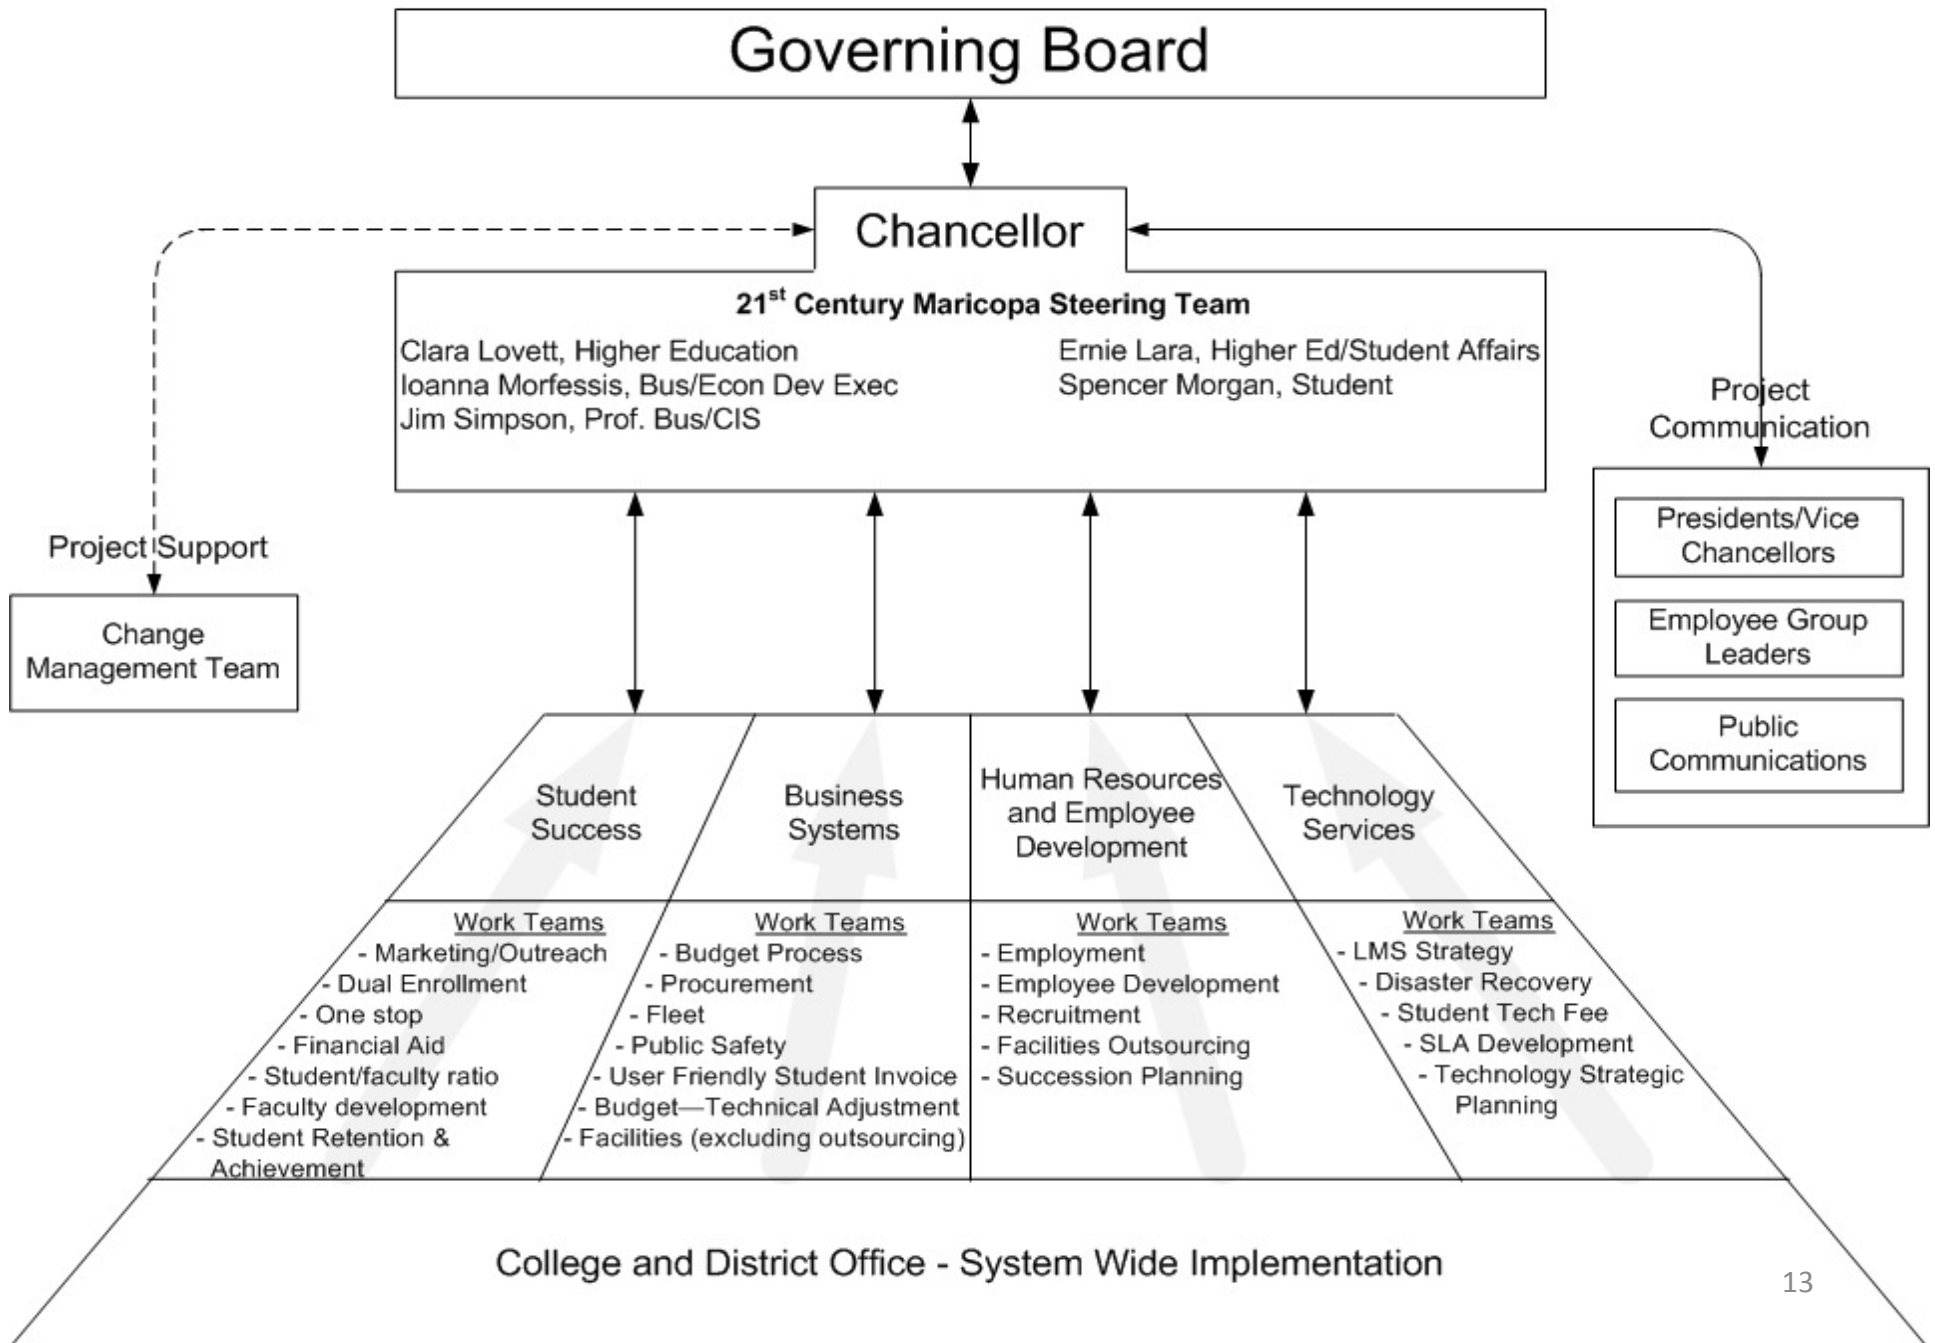 Governing Board
Chancellor
21st Century Maricopa Steering Team
Clara Lovett, Higher Education
Ioanna Morfessis, Bus/Econ Dev Exec
Jim Simpson, Prof. Bus/CIS
Ernie Lara, Higher Ed/Student Affairs
Spencer Morgan, Student
Project Support
Change
Management Team
Project
Communication
Presidents/Vice
Chancellors
Employee Group
Leaders
Public
Communications
Student
Success
Business
Systems
Human Resources
and Employee
Development
Technology
Services
Work Teams
- Marketing/Outreach
- Dual Enrollment
- One stop
- Financial Aid
- Student/faculty ratio
- Faculty development
- Student Retention &
Achievement
Work Teams
- Budget Process
- Procurement
- Fleet
- Public Safety
- User Friendly Student Invoice
- Budget—Technical Adjustment
- Facilities (excluding outsourcing)
Work Teams
- Employment
- Employee Development
- Recruitment
- Facilities Outsourcing
- Succession Planning
Work Teams
- LMS Strategy
- Disaster Recovery
- Student Tech Fee
- SLA Development
- Technology Strategic
Planning
College and District Office - System Wide Implementation
13